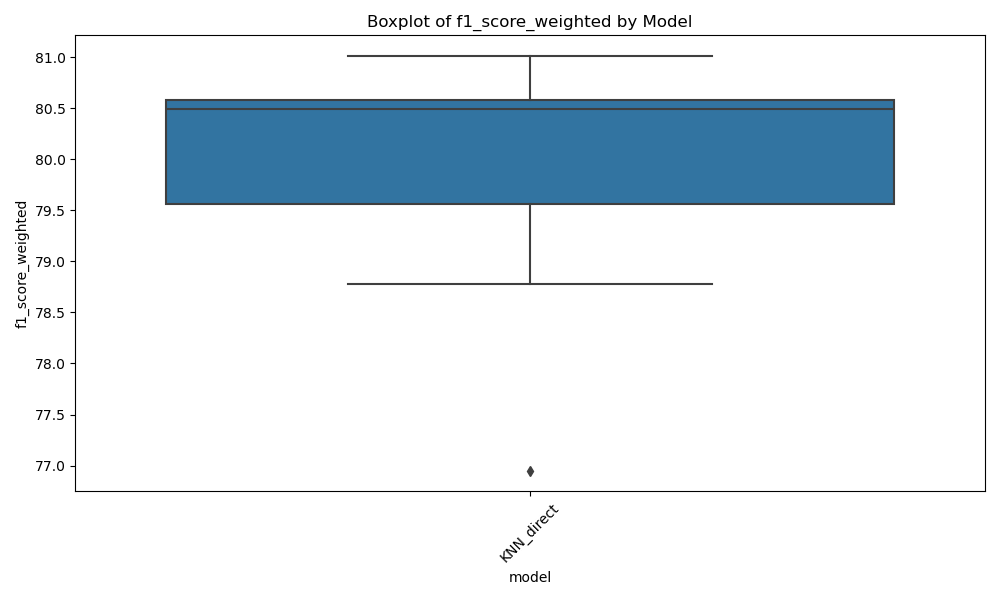 Boxplot of f1_score_weighted by Model
f1_score_weighted
81.0
80.5
80.0
79.5
79.0
78.5
78.0
77.5
77.0
KNN_direct
model